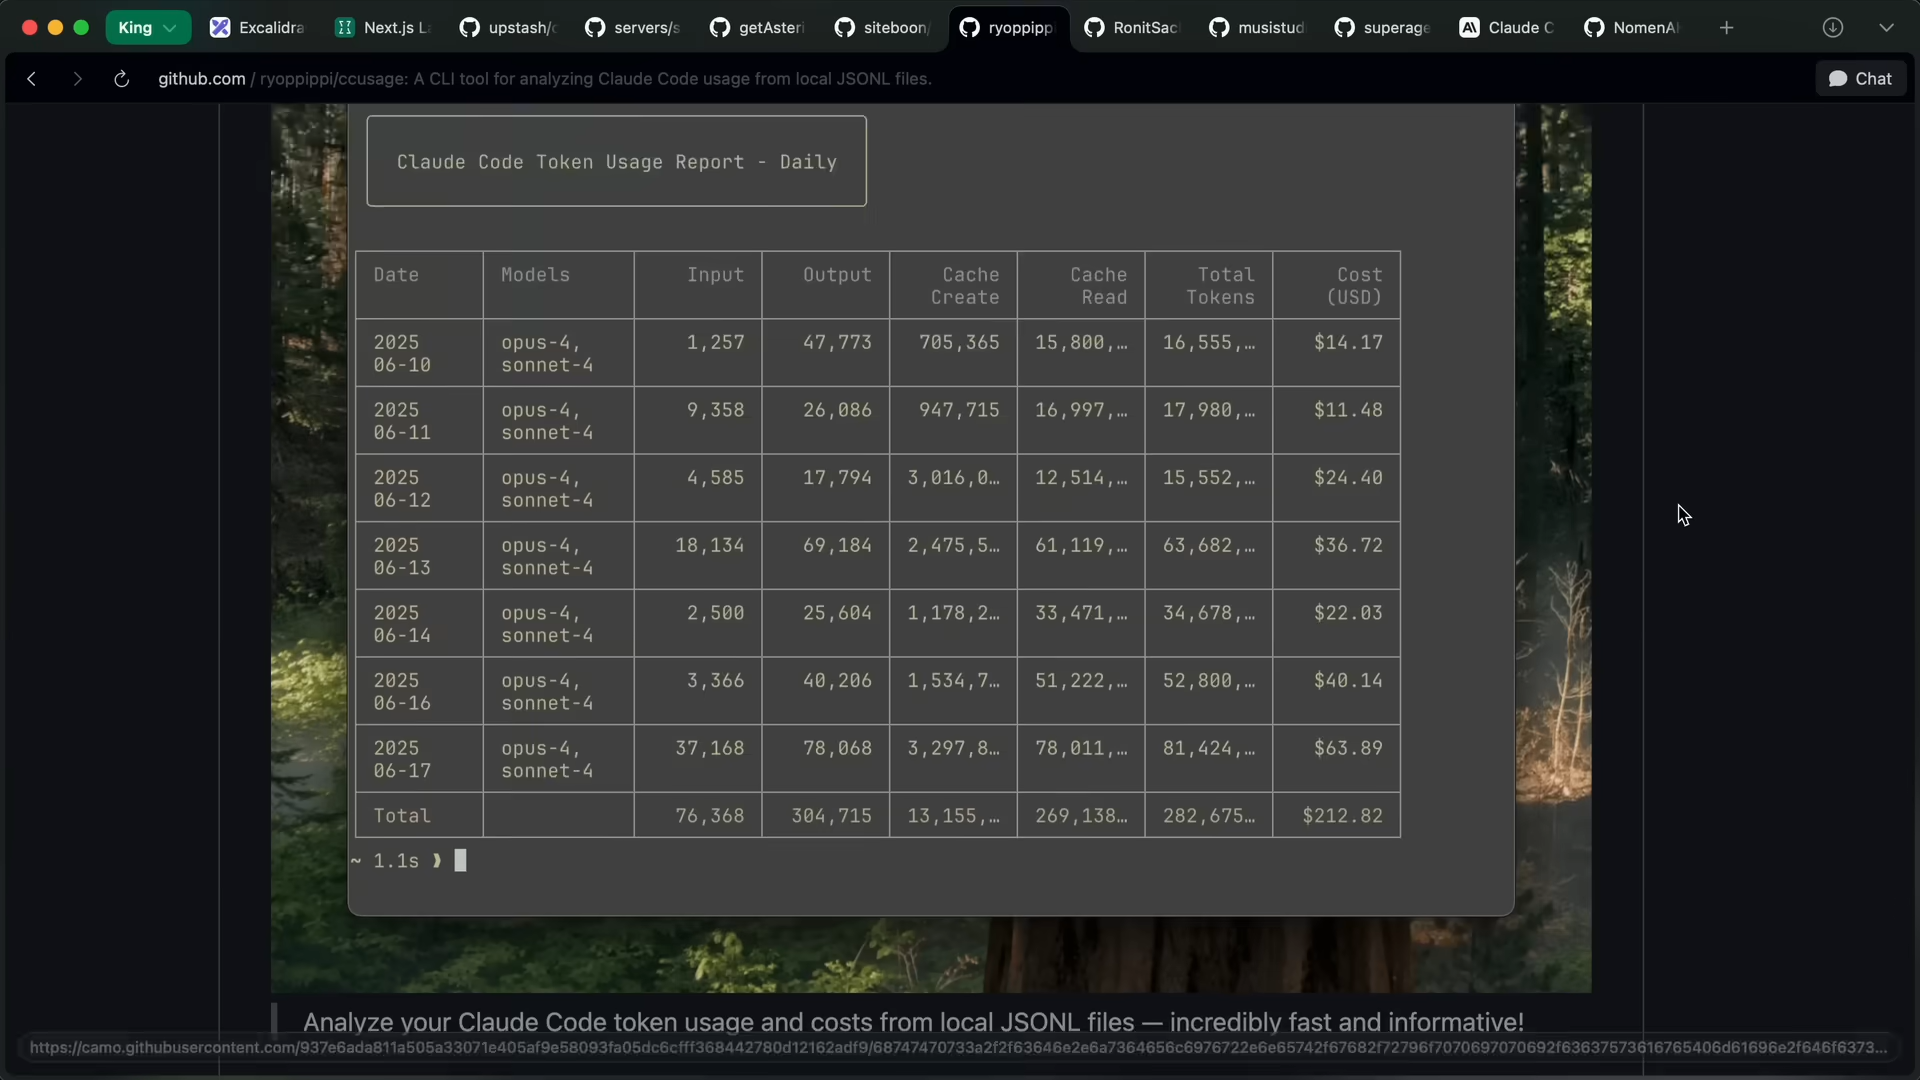 King
Excalidra
Next.js L
upstash/c
servers/s
getAsteri
siteboon/
ryoppipp
RonitSac
musistud
superage
Claude C
NomenA
github.com / ryoppippi/ccusage: A CLI tool for analyzing Claude Code usage from local JSONL files.
Chat
Claude Code Token Usage Report - Daily
Date Models Input Output Cache Cache Total Cost
Create Read Tokens (USD)
2025 opus-4, 1,257 47,773 705,365 15,800,… 16,555,… $14.17
06-10 sonnet-4
2025 opus-4, 9,358 26,086 947,715 16,997,… 17,980,… $11.48
06-11 sonnet-4
2025 opus-4, 4,585 17,794 3,016,0… 12,514,… 15,552,… $24.40
06-12 sonnet-4
2025 opus-4, 18,134 69,184 2,475,5… 61,119,… 63,682,… $36.72
06-13 sonnet-4
2025 opus-4, 2,500 25,604 1,178,2… 33,471,… 34,678,… $22.03
06-14 sonnet-4
2025 opus-4, 3,366 40,206 1,534,7… 51,222,… 52,800,… $40.14
06-16 sonnet-4
2025 opus-4, 37,168 78,068 3,297,8… 78,011,… 81,424,… $63.89
06-17 sonnet-4
Total 76,368 304,715 13,155,… 269,138… 282,675… $212.82
~ 1.1s ❱
Analyze your Claude Code token usage and costs from local JSONL files — incredibly fast and informative!